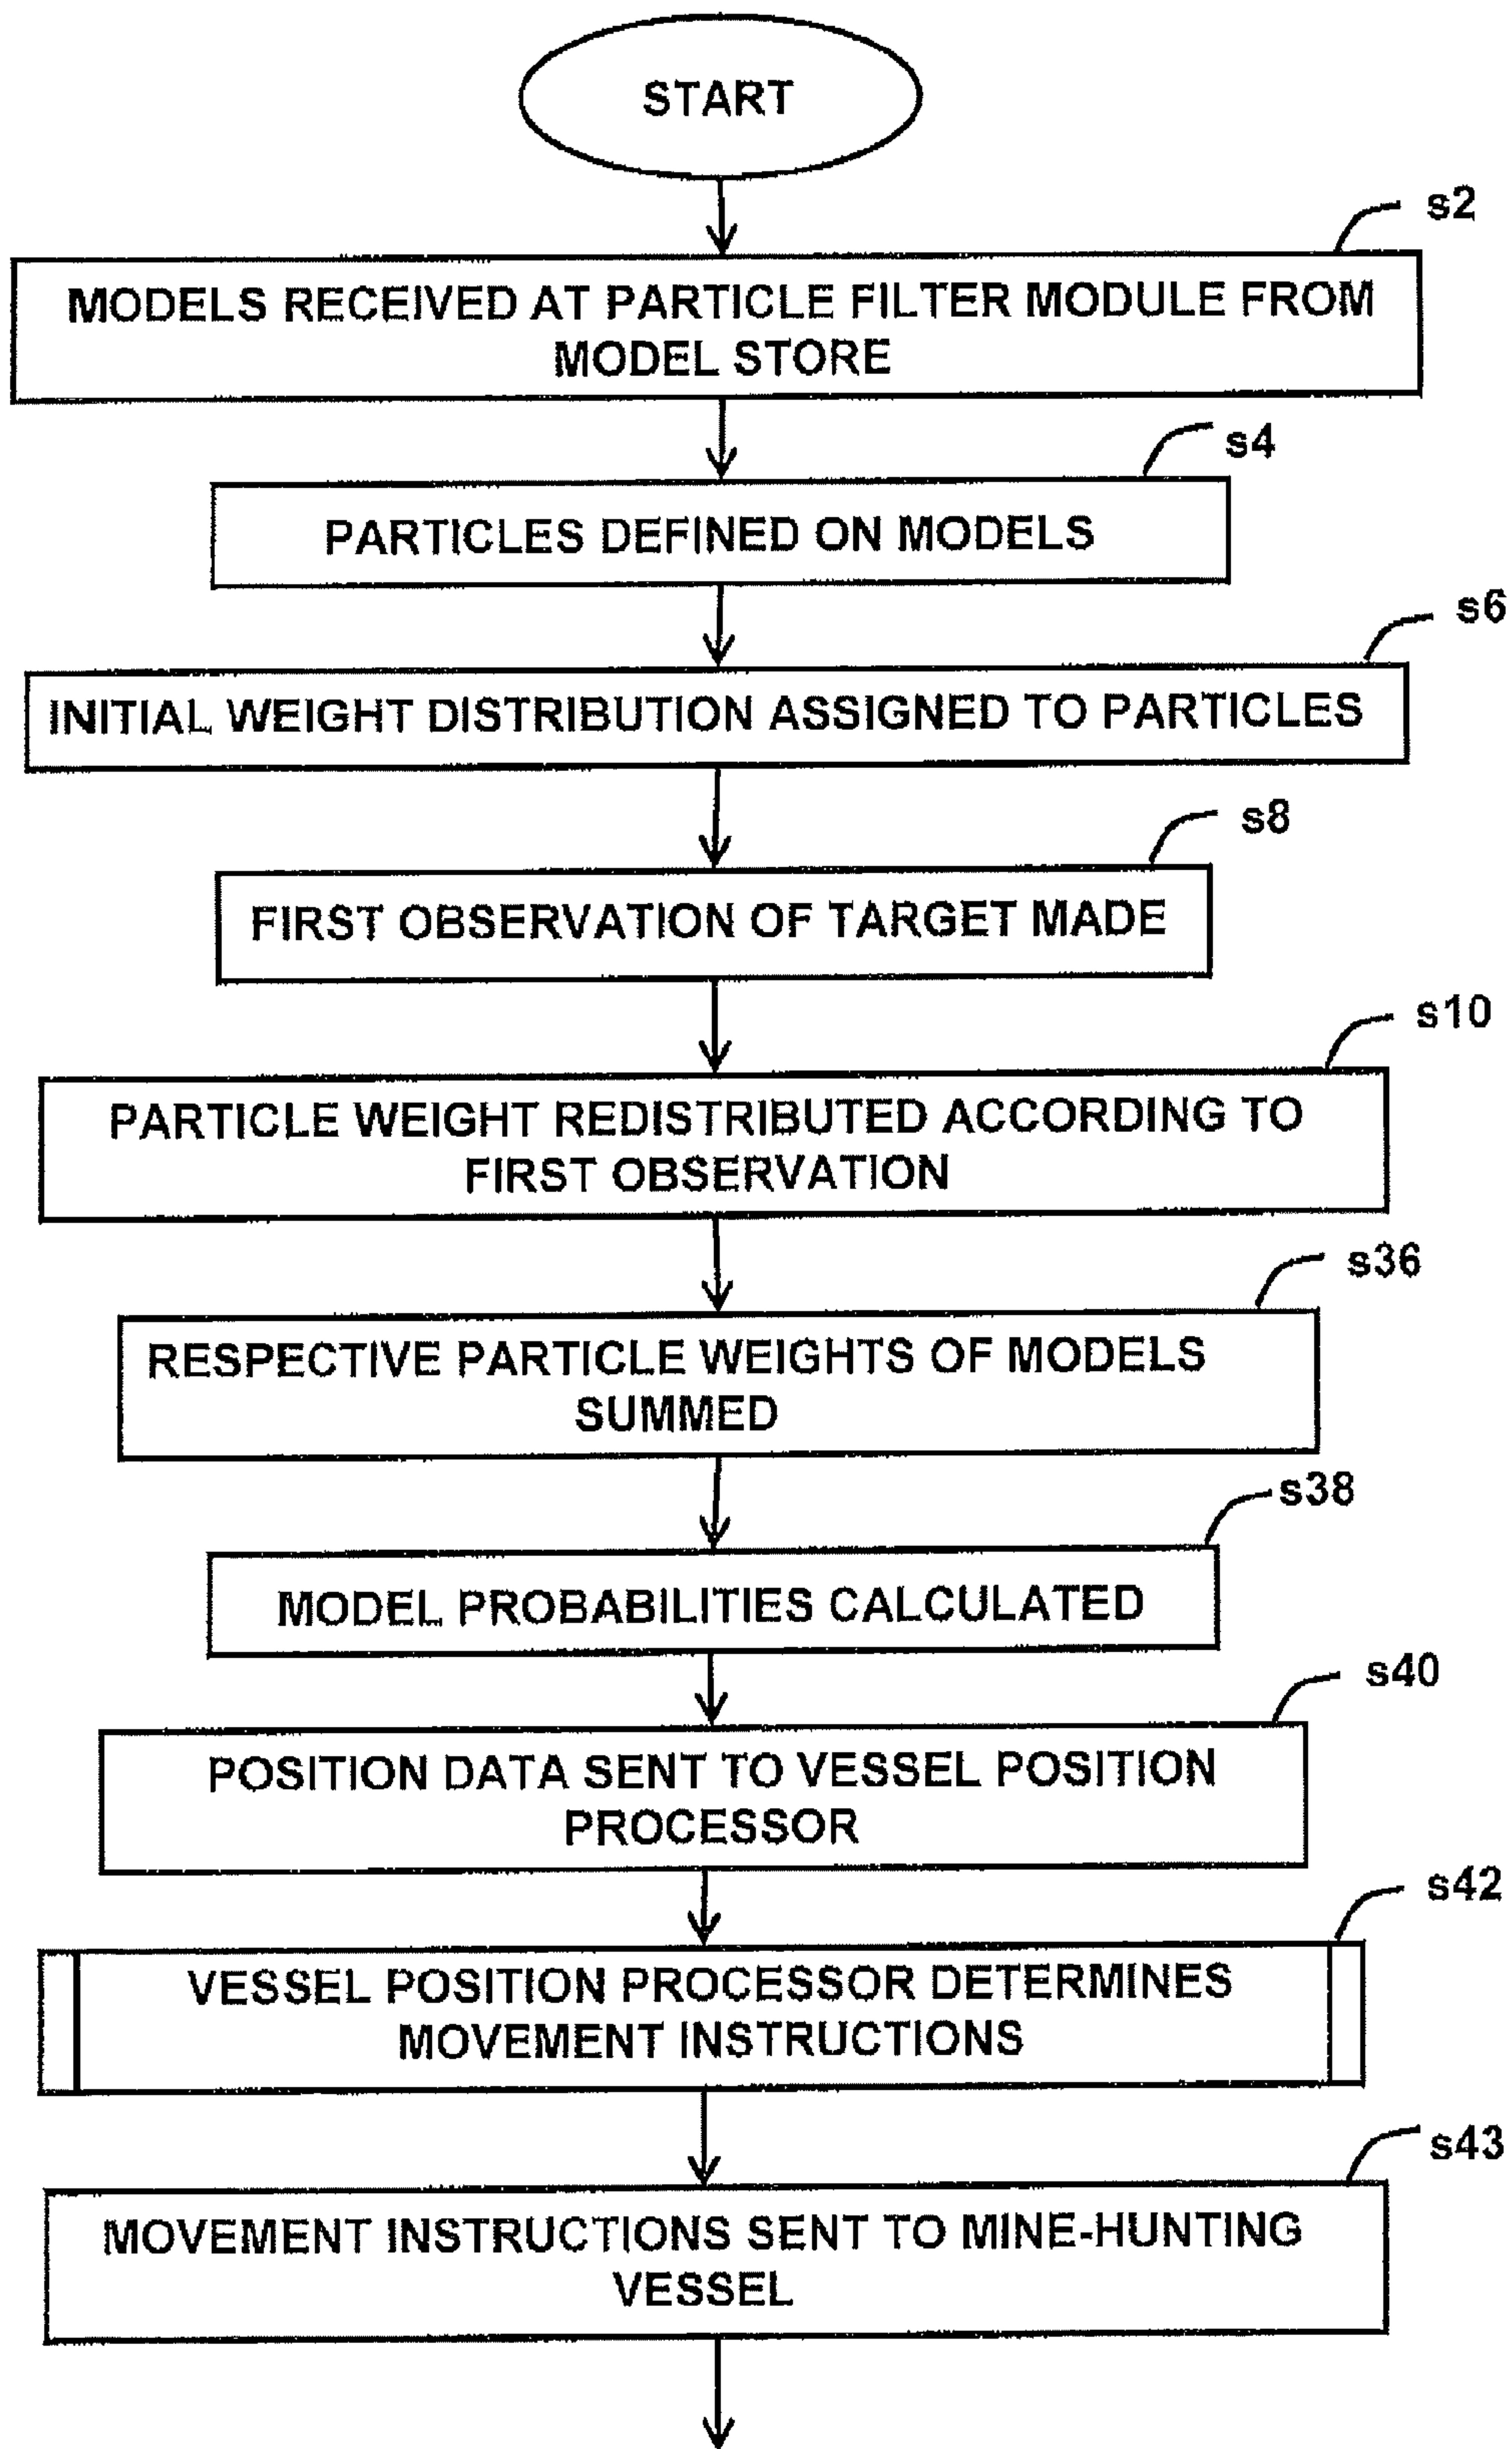 START
s2
MODELS RECEIVED AT PARTICLE FILTER MODULE FROM
MODEL STORE
s4
PARTICLES DEFINED ON MODELS
s6
INITIAL WEIGHT DISTRIBUTION ASSIGNED TO PARTICLES
s8
FIRST OBSERVATION OF TARGET MADE
s10
PARTICLE WEIGHT REDISTRIBUTED ACCORDING TO
FIRST OBSERVATION
s36
RESPECTIVE PARTICLE WEIGHTS OF MODELS
SUMMED
s38
MODEL PROBABILITIES CALCULATED
s40
POSITION DATA SENT TO VESSEL POSITION
PROCESSOR
s42
VESSEL POSITION PROCESSOR DETERMINES
MOVEMENT INSTRUCTIONS
s43
MOVEMENT INSTRUCTIONS SENT TO MINE-HUNTING
VESSEL